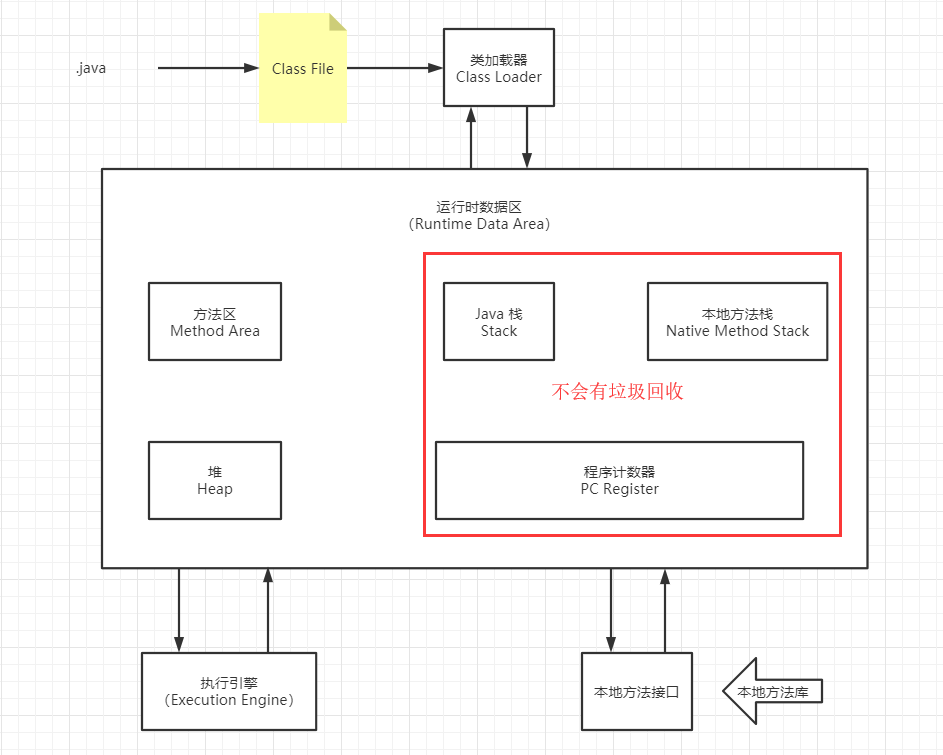 .java
Class File
类加载器
Class Loader
运行时数据区
（Runtime Data Area）
方法区
Method Area
Java 栈
Stack
本地方法栈
Native Method Stack
不会有垃圾回收
堆
Heap
程序计数器
PC Register
执行引擎
（Execution Engine）
本地方法接口
本地方法库